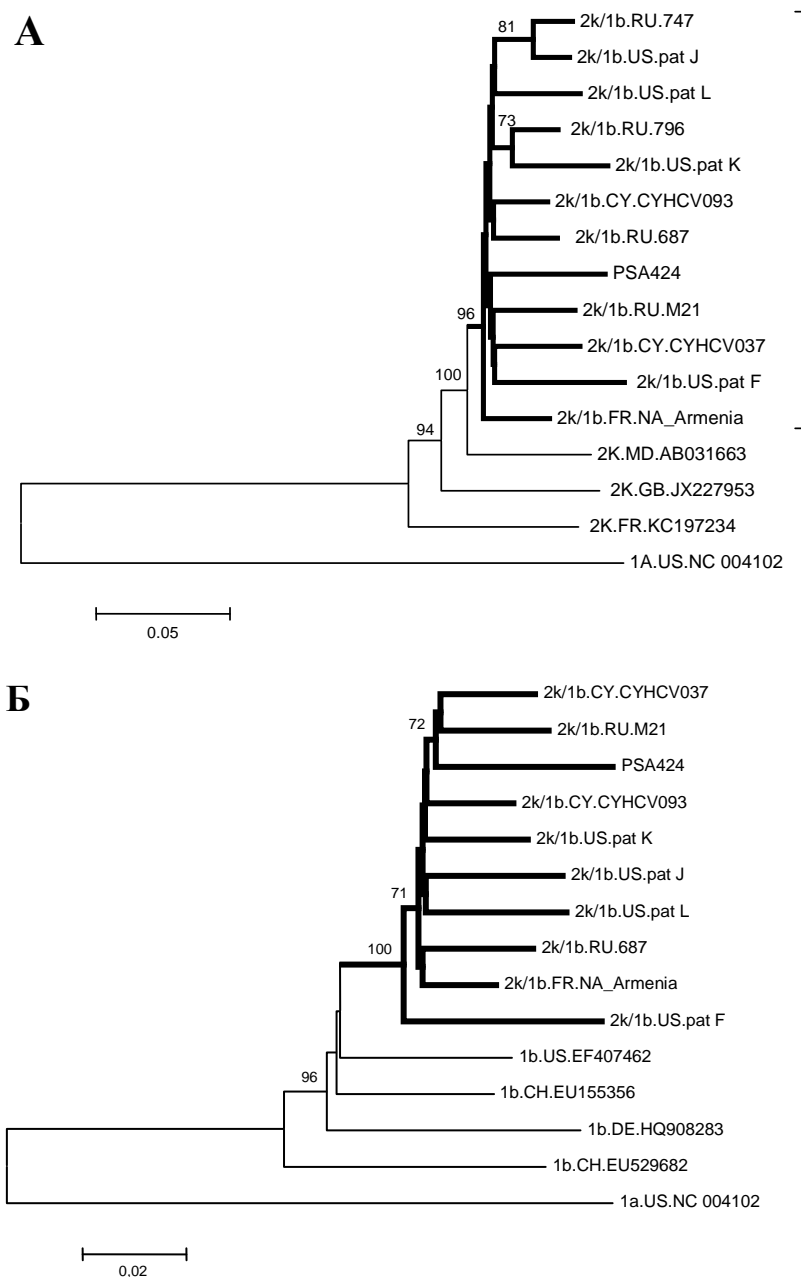 А
81
2k/1b.RU.747
2k/1b.US.pat J
2k/1b.US.pat L
73
2k/1b.RU.796
2k/1b.US.pat K
2k/1b.CY.CYHCV093
2k/1b.RU.687
PSA424
2k/1b.RU.M21
96
2k/1b.CY.CYHCV037
100
2k/1b.US.pat F
2k/1b.FR.NA_Armenia
94
2K.MD.AB031663
2K.GB.JX227953
2K.FR.KC197234
1A.US.NC 004102
0.05
Б
2k/1b.CY.CYHCV037
72
2k/1b.RU.M21
PSA424
2k/1b.CY.CYHCV093
2k/1b.US.pat K
2k/1b.US.pat J
71
2k/1b.US.pat L
2k/1b.RU.687
100
2k/1b.FR.NA_Armenia
2k/1b.US.pat F
1b.US.EF407462
96
1b.CH.EU155356
1b.DE.HQ908283
1b.CH.EU529682
1a.US.NC 004102
0,02